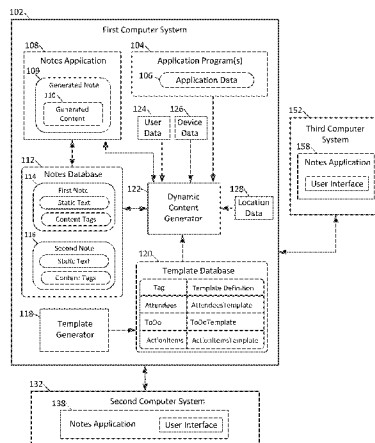 102
First Computer System
108
Notes Application
109
Generated Note
110
Generated
Content
104
Application Program(s)
106
Application Data
124
User
Data
126
Device
Data
152
Third Computer
System
158
Notes Application
User Interface
112
Notes Database
114
First Note
Static Text
Content Tags
116
Second Note
Static Text
Content Tags
122
Dynamic
Content
Generator
128
Location
Data
120
Template Database
Tag
Template Definition
Attendees
AttendeesTemplate
ToDo
ToDoTemplate
ActionItems
ActionItemsTemplate
118
Template
Generator
132
Second Computer System
138
Notes Application
User Interface